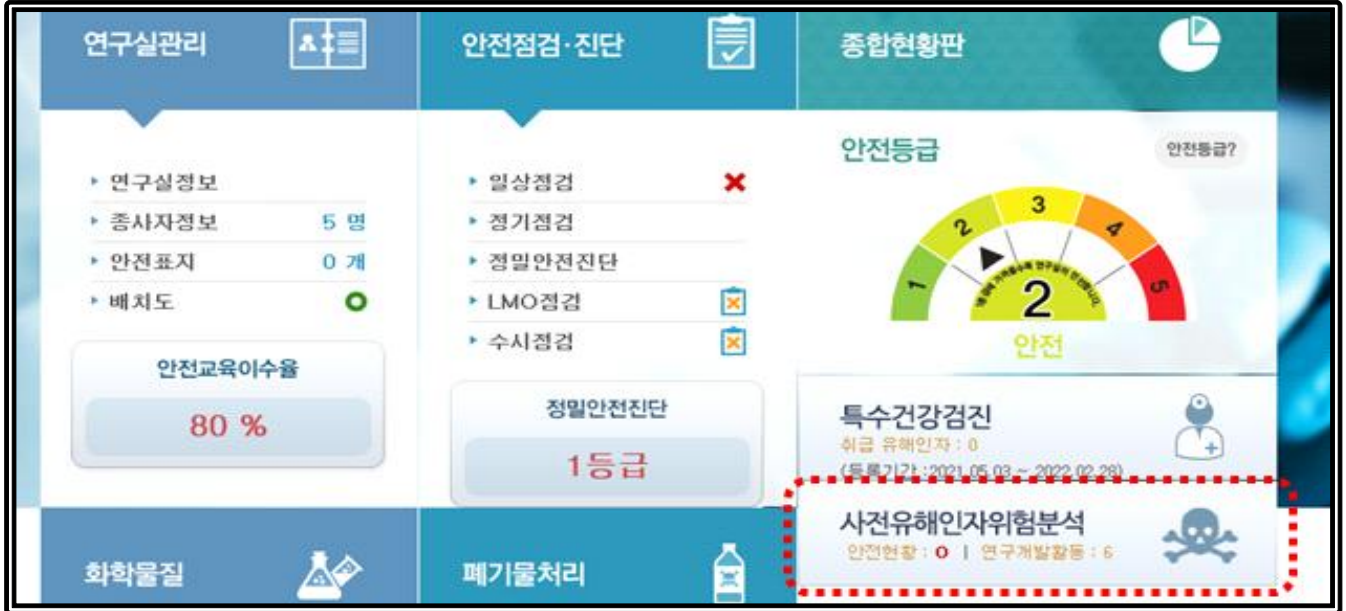 연구실관리
연구실정보
종사자정보 5 명
안전표지 0 개
배치도
안전교육이수율
80 %
안전점검·진단
일상점검
정기점검
정밀안전진단
LMO점검
수시점검
정밀안전진단
1등급
종합현황판
안전등급
안전등급?
1
2
3
4
5
2
안전
특수건강검진
취급 유해인자 : 0
(등록기간 :2021.05.03 ~ 2022.02.28)
사전유해인자위험분석
안전현황 : O | 연구개발활동 : 6
화학물질
폐기물처리